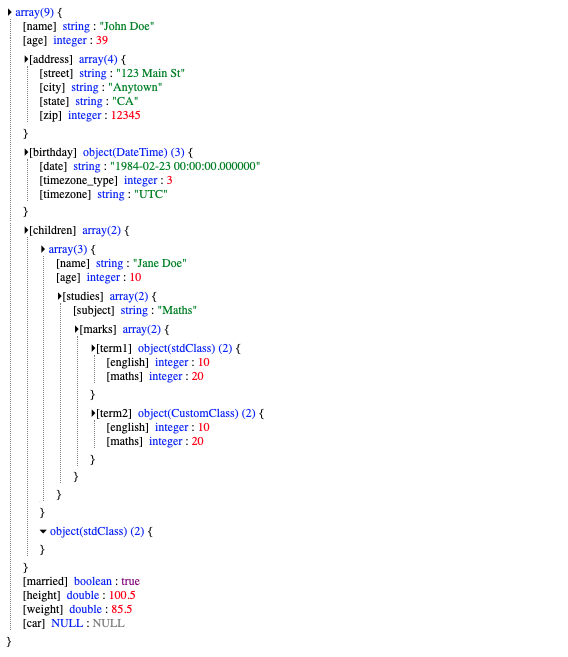 array(9) {
[name] string : "John Doe"
[age] integer : 39
[address] array(4) {
[street] string : "123 Main St"
[city] string : "Anytown"
[state] string : "CA"
[zip] integer : 12345
}
[birthday] object(DateTime) (3) {
[date] string : "1984-02-23 00:00:00.000000"
[timezone_type] integer : 3
[timezone] string : "UTC"
}
[children] array(2) {
array(3) {
[name] string : "Jane Doe"
[age] integer : 10
[studies] array(2) {
[subject] string : "Maths"
[marks] array(2) {
[term1] object(stdClass) (2) {
[english] integer : 10
[maths] integer : 20
}
[term2] object(CustomClass) (2) {
[english] integer : 10
[maths] integer : 20
}
}
}
}
object(stdClass) (2) {
}
}
[married] boolean : true
[height] double : 100.5
[weight] double : 85.5
[car] NULL : NULL
}